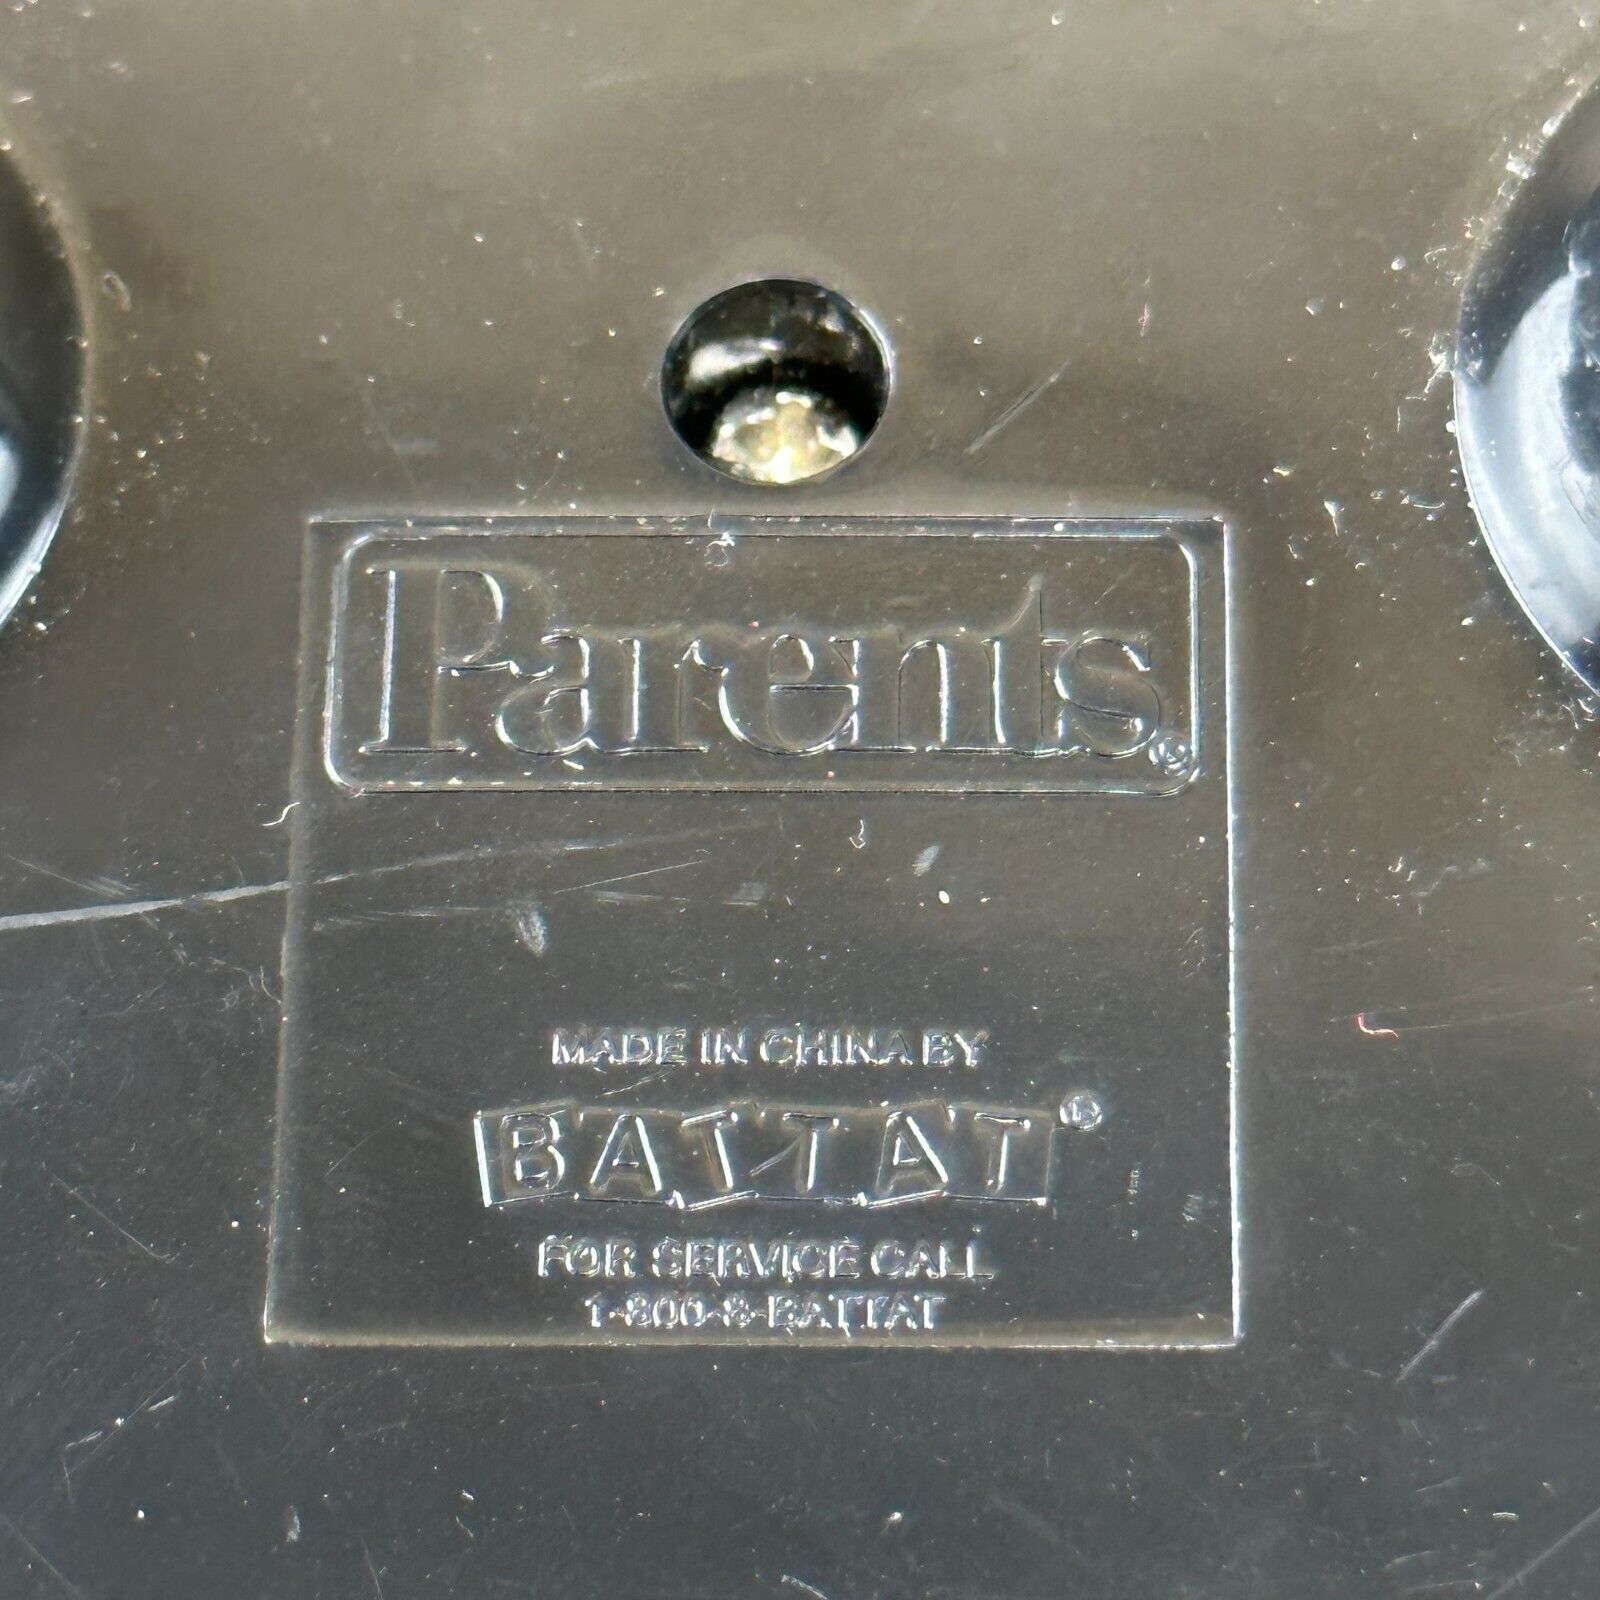 Parents®
MADE IN CHINA BY
BATTAT®
FOR SERVICE CALL
1-800-8-BATTAT